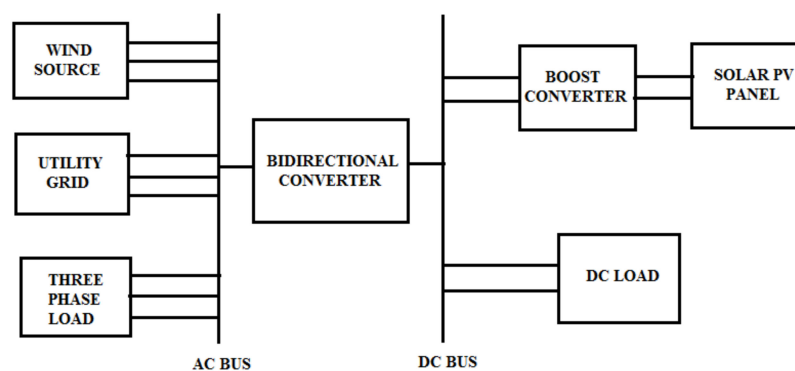 WIND
SOURCE
UTILITY
GRID
THREE
PHASE
LOAD
AC BUS
BIDIRECTIONAL
CONVERTER
DC BUS
BOOST
CONVERTER
SOLAR PV
PANEL
DC LOAD